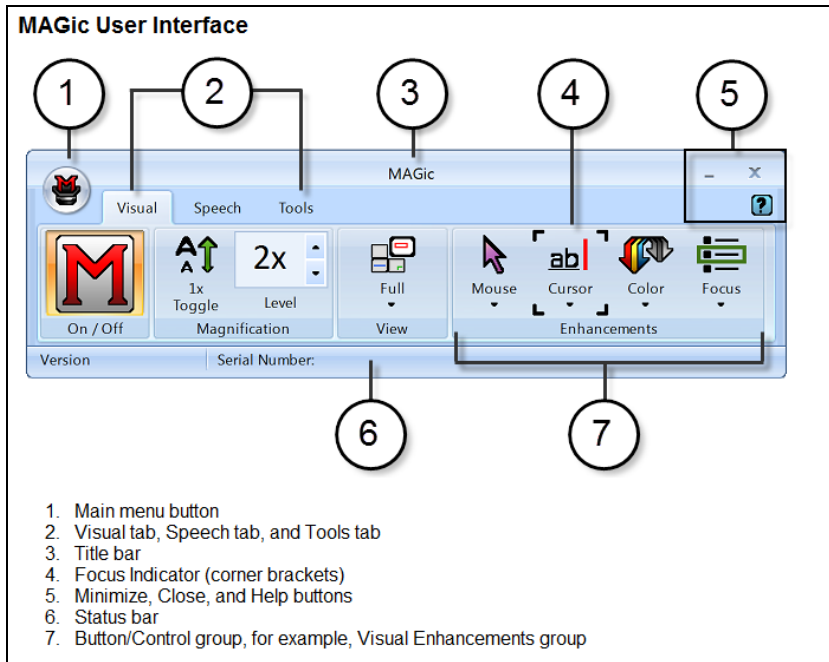 MAGic User Interface
1 2 3 4 5
MAGic
Visual Speech Tools ?
M
A A
1x
Toggle
2x
Level
Full
ab
Mouse Cursor Color Focus
On / Off Magnification View Enhancements
Version Serial Number:
6 7
1. Main menu button
2. Visual tab, Speech tab, and Tools tab
3. Title bar
4. Focus Indicator (corner brackets)
5. Minimize, Close, and Help buttons
6. Status bar
7. Button/Control group, for example, Visual Enhancements group